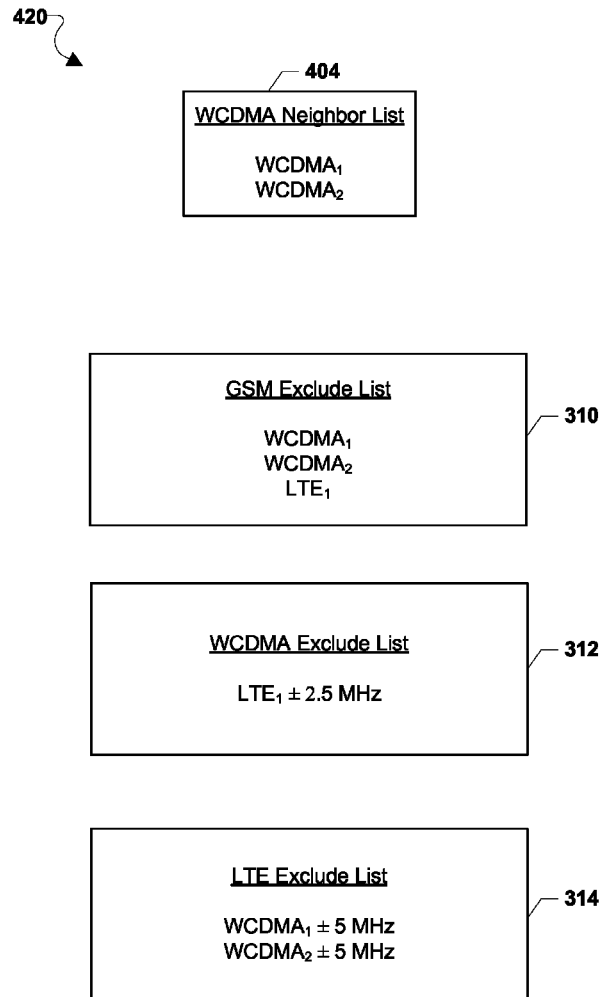 420
404
WCDMA Neighbor List
WCDMA₁
WCDMA₂
GSM Exclude List
WCDMA₁
WCDMA₂
LTE₁
310
WCDMA Exclude List
LTE₁ ± 2.5 MHz
312
LTE Exclude List
WCDMA₁ ± 5 MHz
WCDMA₂ ± 5 MHz
314